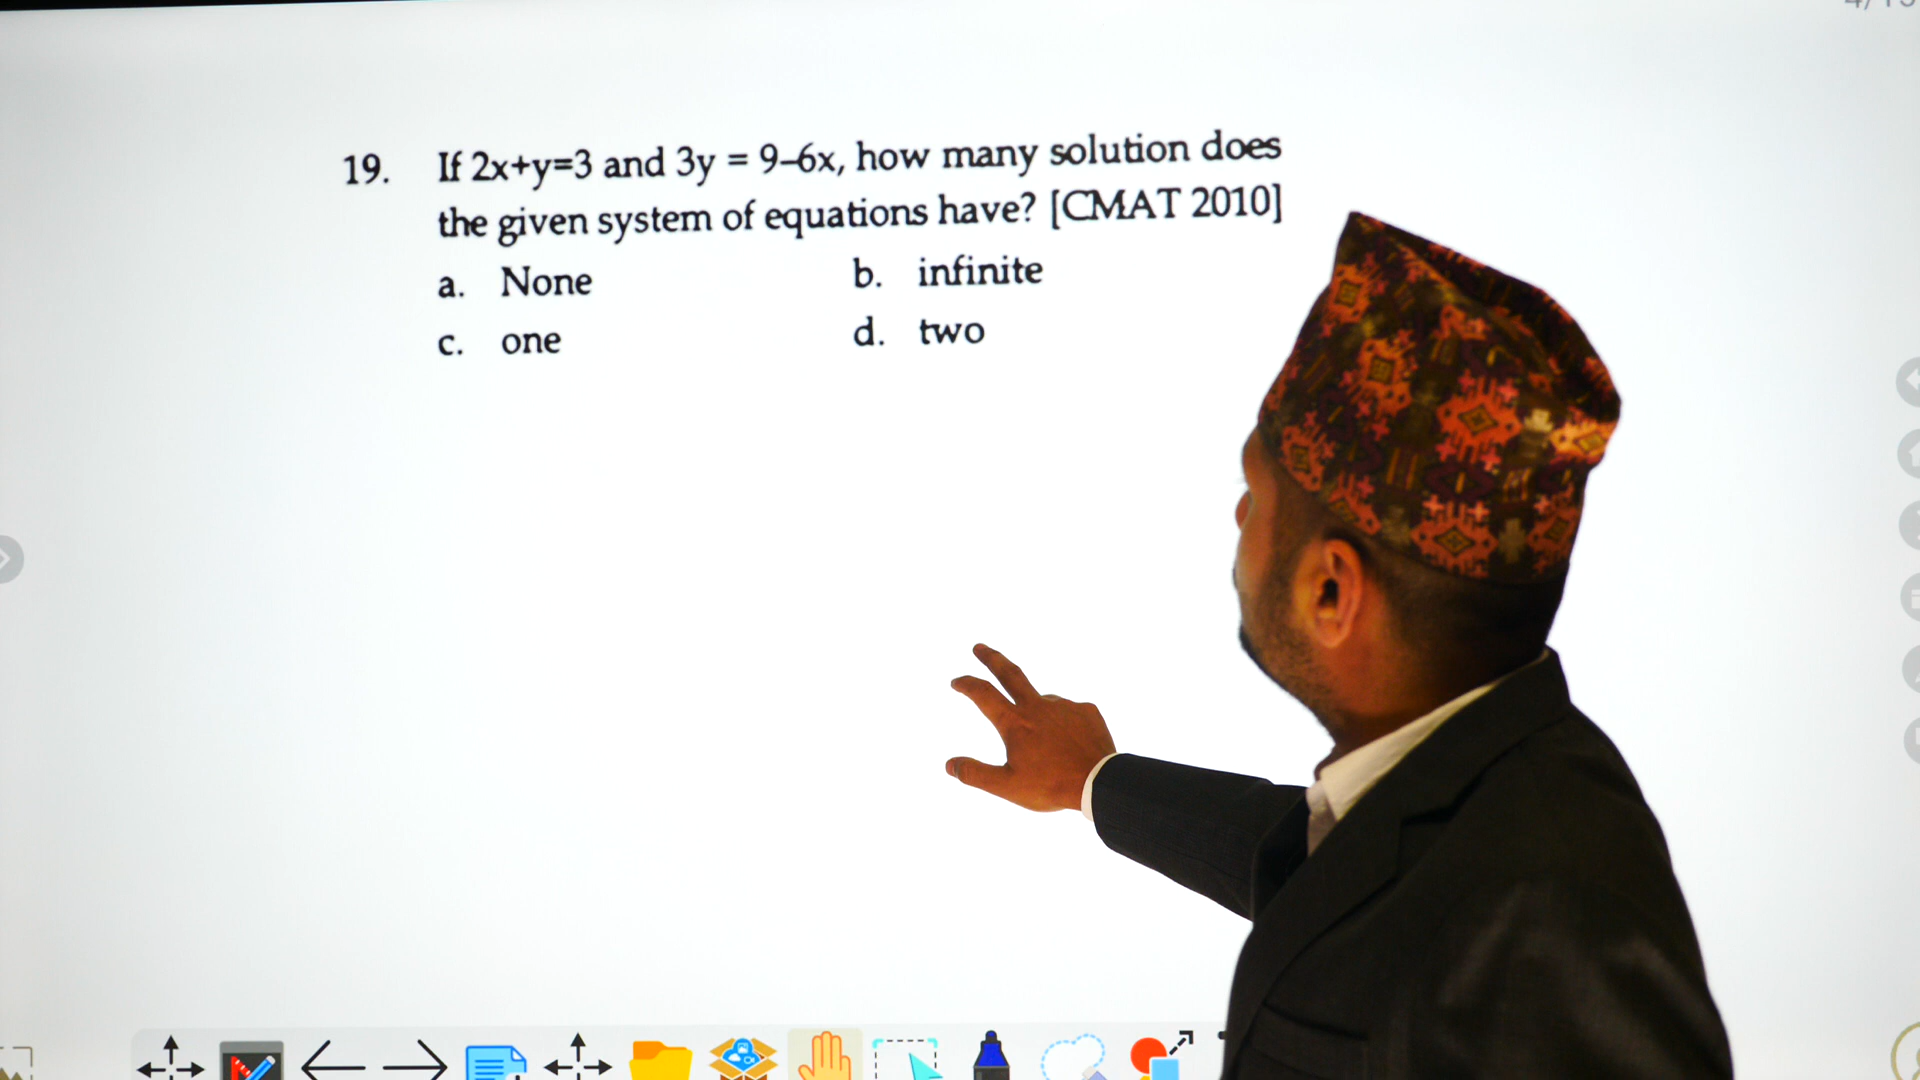 19. If 2x+y=3 and 3y = 9–6x, how many solution does
the given system of equations have? [CMAT 2010]
a. None b. infinite
c. one d. two